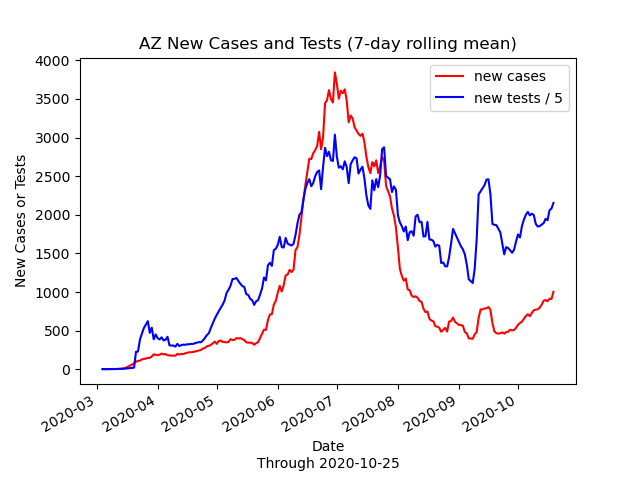 AZ New Cases and Tests (7-day rolling mean)
new cases
new tests / 5
New Cases or Tests
4000
3500
3000
2500
2000
1500
1000
500
0
2020-03
2020-04
2020-05
2020-06
2020-07
2020-08
2020-09
2020-10
Date
Through 2020-10-25